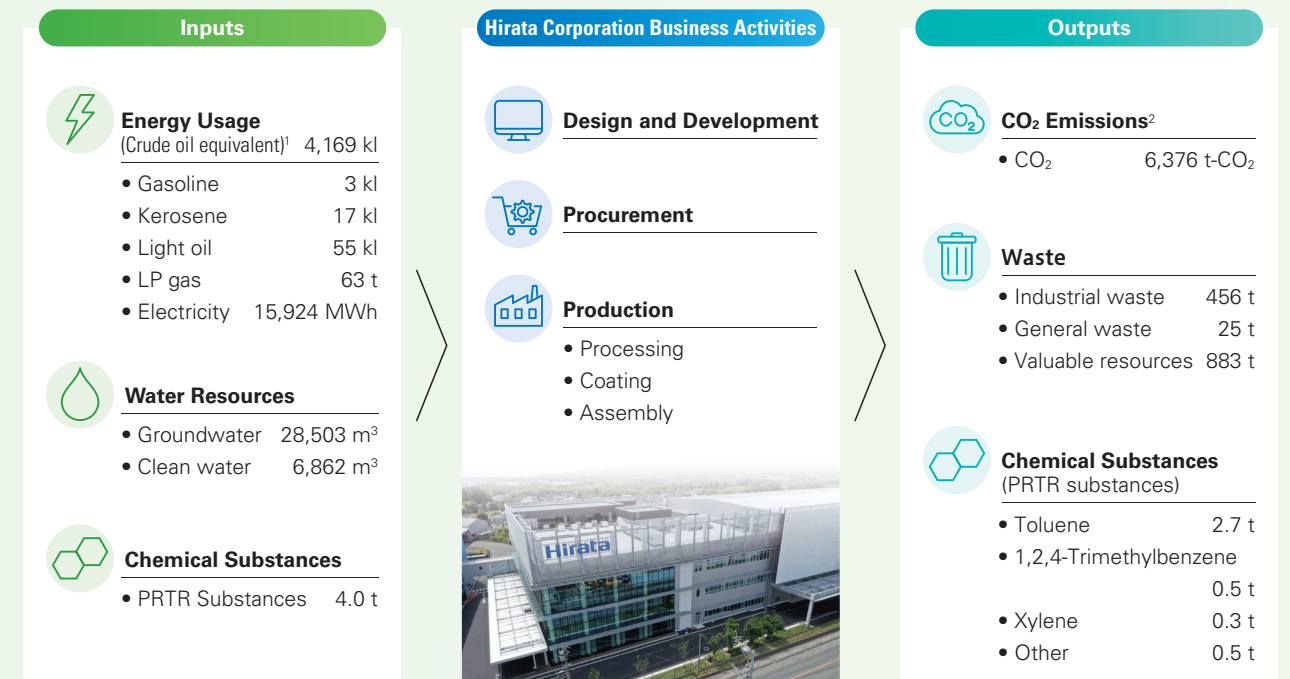 Inputs
Energy Usage
(Crude oil equivalent)¹ 4,169 kl
• Gasoline 3 kl
• Kerosene 17 kl
• Light oil 55 kl
• LP gas 63 t
• Electricity 15,924 MWh
Water Resources
• Groundwater 28,503 m³
• Clean water 6,862 m³
Chemical Substances
• PRTR Substances 4.0 t
Hirata Corporation Business Activities
Design and Development
Procurement
Production
• Processing
• Coating
• Assembly
Hirata
Outputs
CO₂
CO₂ Emissions²
• CO₂ 6,376 t-CO₂
Waste
• Industrial waste 456 t
• General waste 25 t
• Valuable resources 883 t
Chemical Substances
(PRTR substances)
• Toluene 2.7 t
• 1,2,4-Trimethylbenzene
0.5 t
• Xylene 0.3 t
• Other 0.5 t